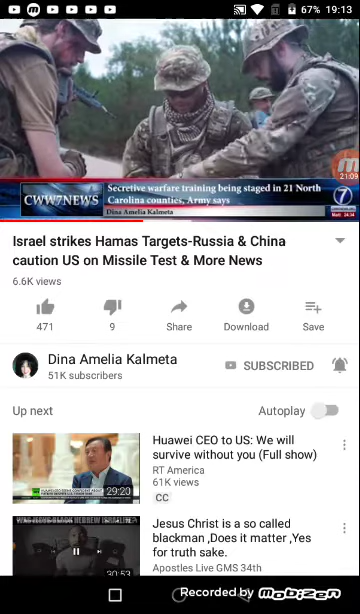 67% 19:13
21:09
CWW7NEWS
Secretive warfare training being staged in 21 North
Carolina counties, Army says
Dina Amelia Kalmeta
7
Israel strikes Hamas Targets-Russia & China
caution US on Missile Test & More News
6.6K views
471
9
Share
Download
Save
Dina Amelia Kalmeta
51K subscribers
SUBSCRIBED
Up next
Autoplay
29:20
Huawei CEO to US: We will
survive without you (Full show)
RT America
61K views
CC
30:53
Jesus Christ is a so called
blackman ,Does it matter ,Yes
for truth sake.
Apostles Live GMS 34th
Recorded by Mobizen